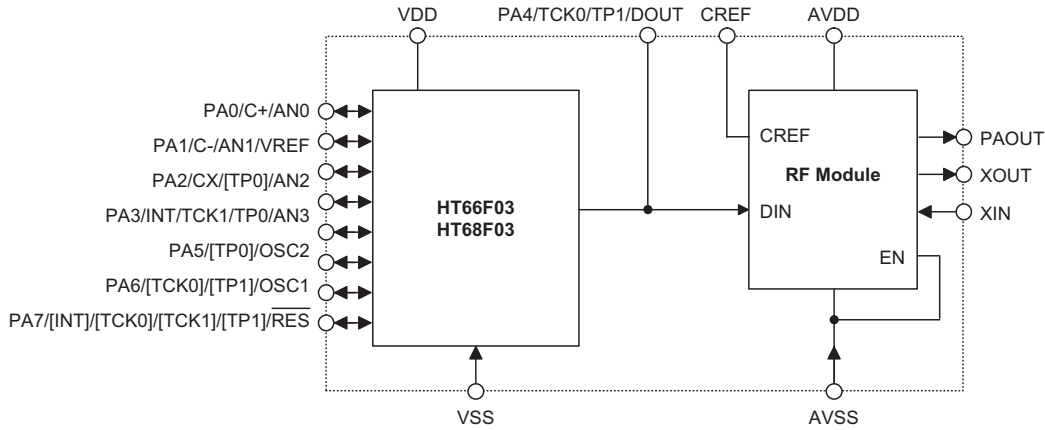 VDD
PA4/TCK0/TP1/DOUT
CREF
AVDD
PA0/C+/AN0
PA1/C-/AN1/VREF
PA2/CX/[TP0]/AN2
PA3/INT/TCK1/TP0/AN3
PA5/[TP0]/OSC2
PA6/[TCK0]/[TP1]/OSC1
PA7/[INT]/[TCK0]/[TCK1]/[TP1]/R̅E̅S̅
HT66F03
HT68F03
CREF
RF Module
DIN
EN
PAOUT
XOUT
XIN
VSS
AVSS